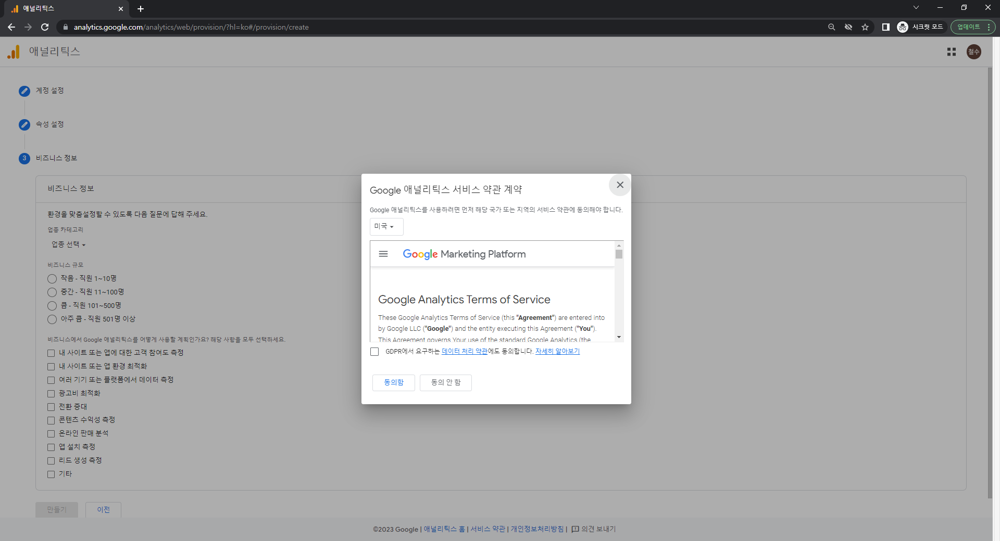 애널리틱스
analytics.google.com/analytics/web/provision/?hl=ko#/provision/create
시크릿 모드
업데이트
애널리틱스
철수
계정 설정
속성 설정
3 비즈니스 정보
비즈니스 정보
환경을 맞춤설정할 수 있도록 다음 질문에 답해 주세요.
업종 카테고리
업종 선택
비즈니스 규모
작음 - 직원 1~10명
중간 - 직원 11~100명
큼 - 직원 101~500명
아주 큼 - 직원 501명 이상
비즈니스에서 Google 애널리틱스를 어떻게 사용할 계획인가요? 해당 사항을 모두 선택하세요.
내 사이트 또는 앱에 대한 고객 참여도 측정
내 사이트 또는 앱 환경 최적화
여러 기기 또는 플랫폼에서 데이터 측정
광고비 최적화
전환 증대
콘텐츠 수익성 측정
온라인 판매 분석
앱 설치 측정
리드 생성 측정
기타
만들기
이전
Google 애널리틱스 서비스 약관 계약
Google 애널리틱스를 사용하려면 먼저 해당 국가 또는 지역의 서비스 약관에 동의해야 합니다.
미국
Google Marketing Platform
Google Analytics Terms of Service
These Google Analytics Terms of Service (this "Agreement") are entered into
by Google LLC ("Google") and the entity executing this Agreement ("You").
This Agreement governs Your use of the standard Google Analytics (the
GDPR에서 요구하는 데이터 처리 약관에도 동의합니다. 자세히 알아보기
동의함
동의 안 함
©2023 Google | 애널리틱스 홈 | 서비스 약관 | 개인정보처리방침 | 의견 보내기